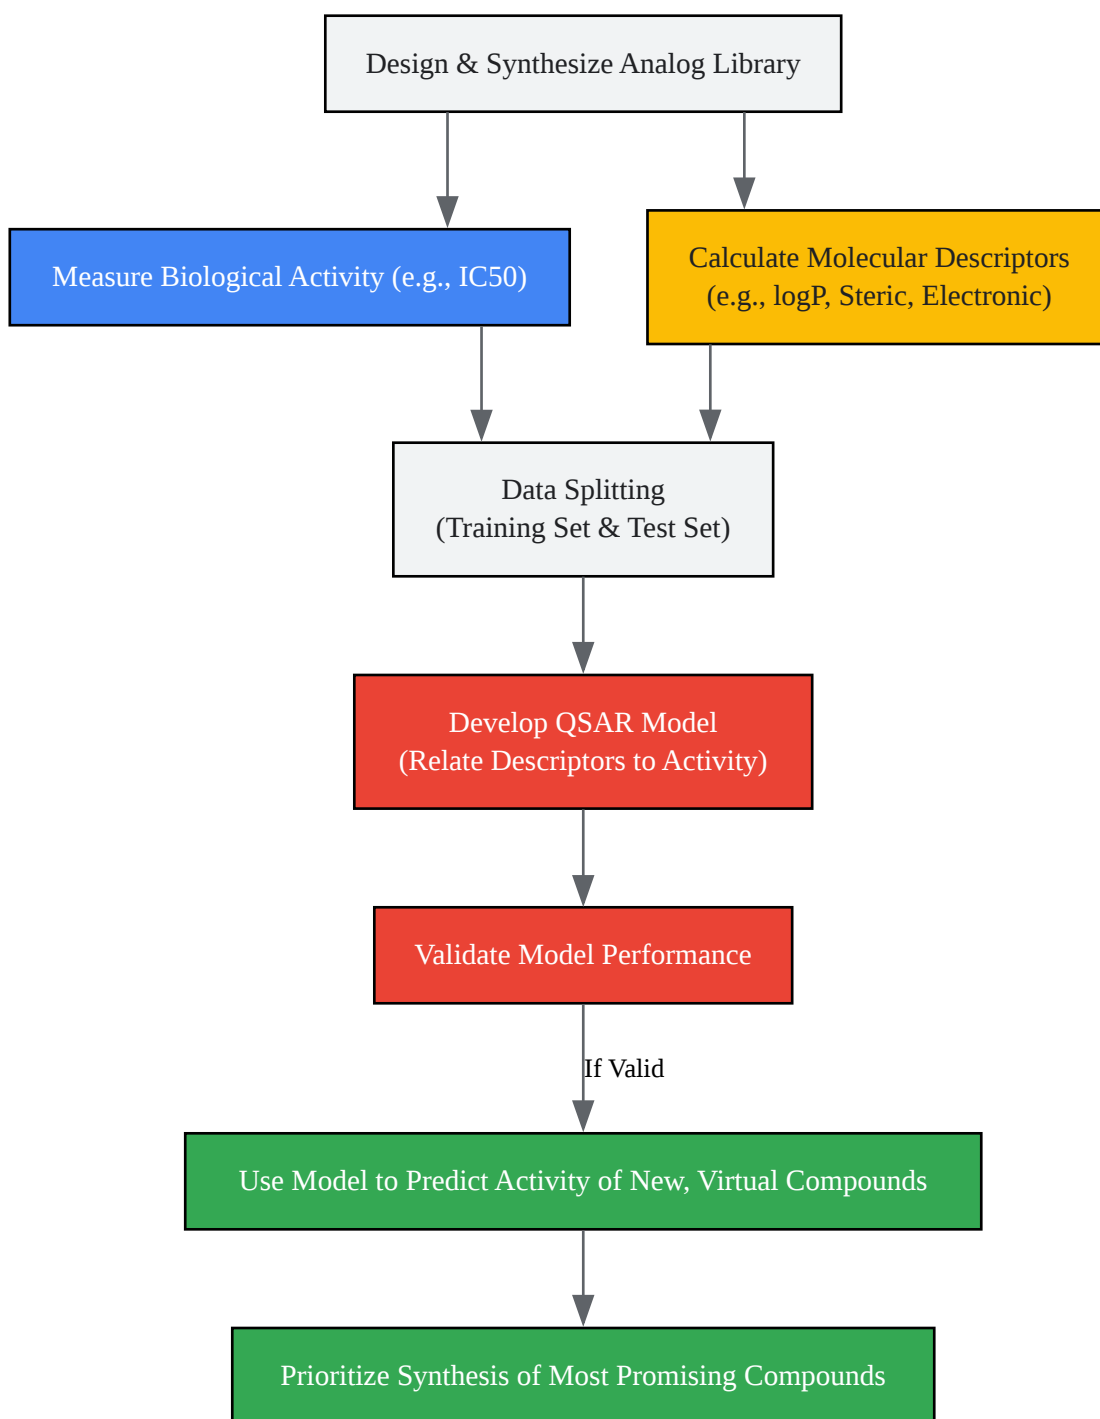 Design & Synthesize Analog Library
Measure Biological Activity (e.g., IC50)
Calculate Molecular Descriptors
(e.g., logP, Steric, Electronic)
Data Splitting
(Training Set & Test Set)
Develop QSAR Model
(Relate Descriptors to Activity)
Validate Model Performance
If Valid
Use Model to Predict Activity of New, Virtual Compounds
Prioritize Synthesis of Most Promising Compounds